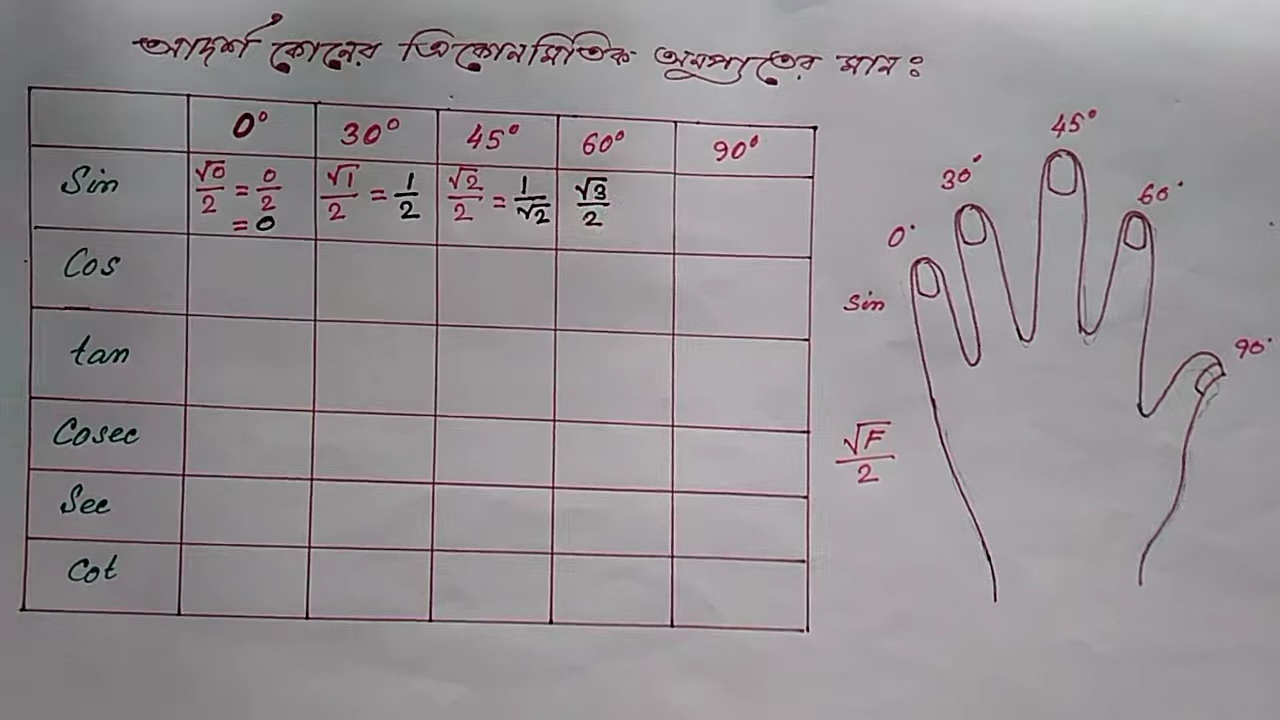 আদর্শ কোনের ত্রিকোনমিতিক অনুপাতের মান :
0° 30° 45° 60° 90°
Sin √0/2 = 0/2 = 0 √1/2 = 1/2 √2/2 = 1/√2 √3/2
Cos
tan
Cosec
Sec
Cot
45°
30°
60°
0°
Sin
90°
√F/2